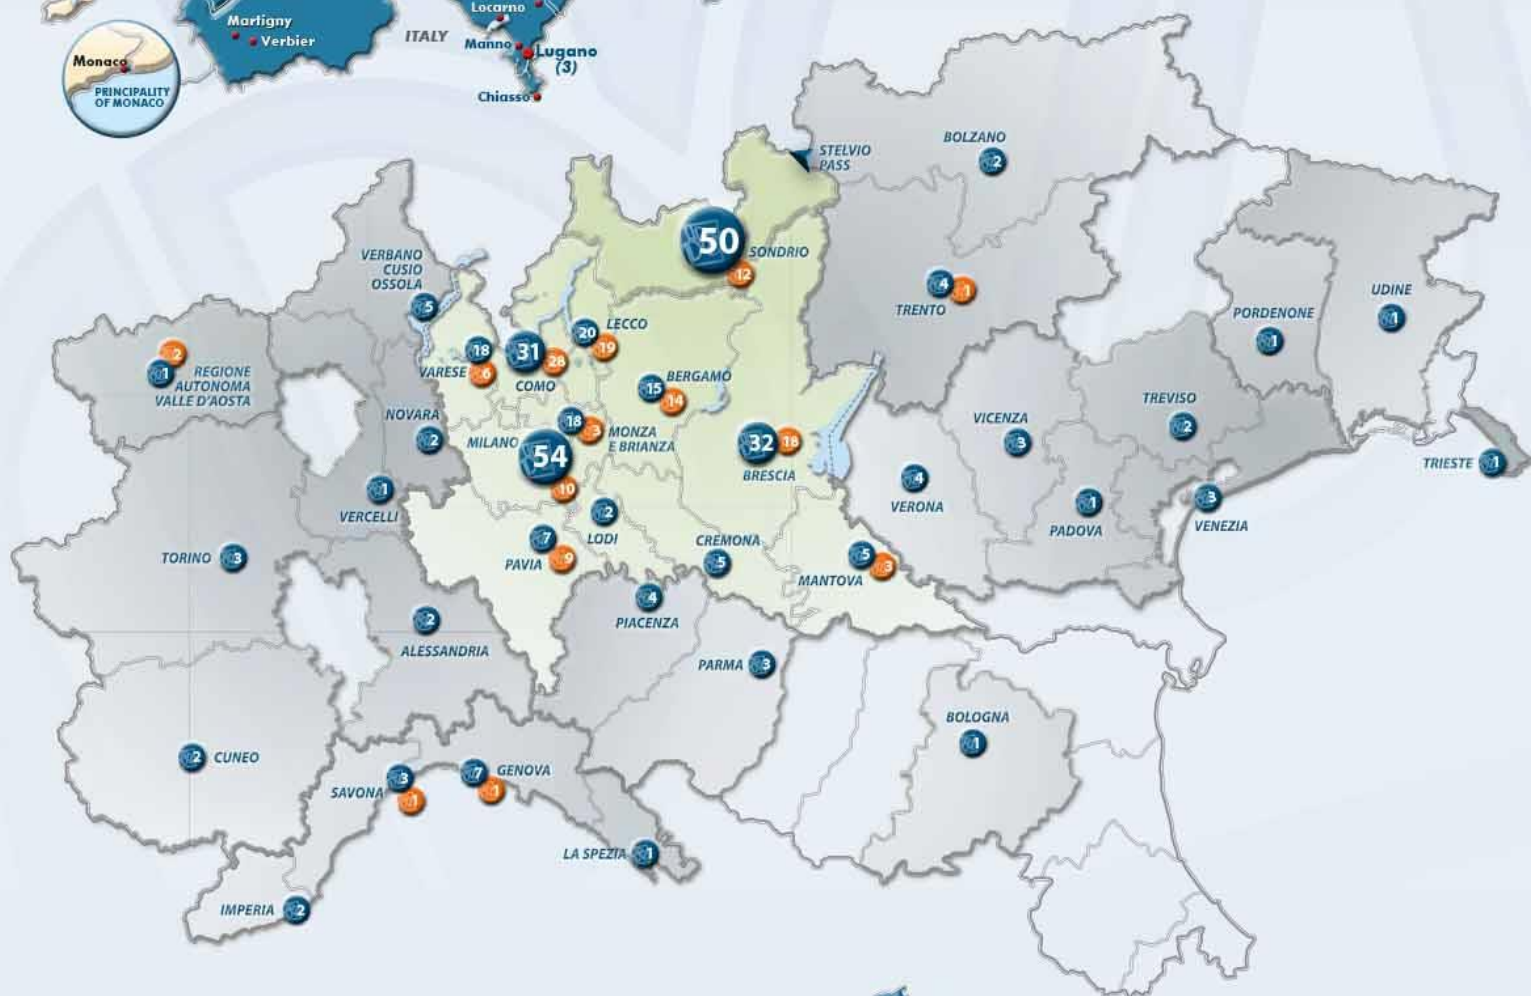 Martigny
Verbier
ITALY
Locarno
Manno
Lugano
(3)
Chiasso
Monaco
PRINCIPALITY
OF MONACO
STELVIO
PASS
BOLZANO
2
50
SONDRIO
12
VERBANO
CUSIO
OSSOLA
5
4
1
TRENTO
UDINE
1
PORDENONE
1
2
1
REGIONE
AUTONOMA
VALLE D'AOSTA
18
VARESE
6
31
28
COMO
20
LECCO
19
15
BERGAMO
14
NOVARA
2
MILANO
18
3
MONZA
E BRIANZA
54
10
32
18
BRESCIA
VICENZA
3
TREVISO
2
TRIESTE
1
1
VERCELLI
4
VERONA
1
PADOVA
3
VENEZIA
2
LODI
7
PAVIA
9
CREMONA
5
5
MANTOVA
3
TORINO
3
4
PIACENZA
2
ALESSANDRIA
PARMA
3
BOLOGNA
1
2
CUNEO
SAVONA
3
1
7
GENOVA
1
LA SPEZIA
1
IMPERIA
2